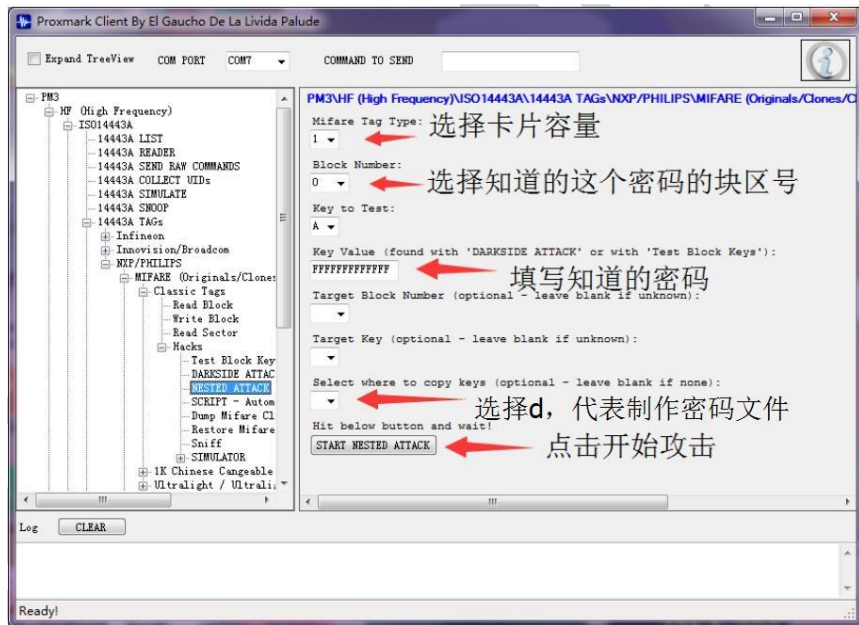 Proxmark Client By El Gaucho De La Livida Palude
Expand TreeView COM PORT COM7 COMMAND TO SEND
PM3
HF (High Frequency)
ISO14443A
14443A LIST
14443A READER
14443A SEND RAW COMMANDS
14443A COLLECT UIDs
14443A SIMULATE
14443A SNOOP
14443A TAGs
Infineon
Innovision/Broadcom
NXP/PHILIPS
MIFARE (Originals/Clones
Classic Tags
Read Block
Write Block
Read Sector
Hacks
Test Block Key
DARKSIDE ATTAC
NESTED ATTACK
SCRIPT - Autom
Dump Mifare Cl
Restore Mifare
Sniff
SIMULATOR
1K Chinese Cangeable
Ultralight / Ultrali
PM3\HF (High Frequency)\ISO14443A\14443A TAGs\NXP/PHILIPS\MIFARE (Originals/Clones/C
Mifare Tag Type:
1
选择卡片容量
Block Number:
0
选择知道的这个密码的块区号
Key to Test:
A
Key Value (found with 'DARKSIDE ATTACK' or with 'Test Block Keys'):
FFFFFFFFFFFF
填写知道的密码
Target Block Number (optional - leave blank if unknown):
Target Key (optional - leave blank if unknown):
Select where to copy keys (optional - leave blank if none):
选择d，代表制作密码文件
Hit below button and wait!
START NESTED ATTACK
点击开始攻击
Log CLEAR
Ready!